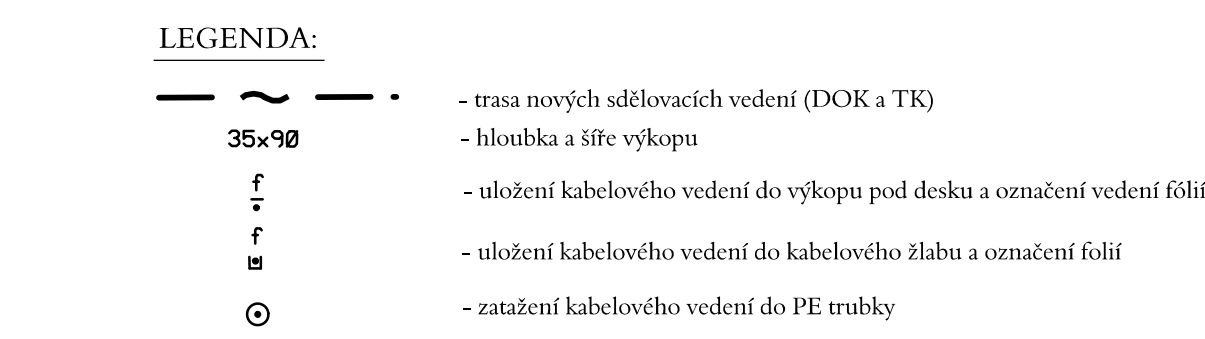 LEGENDA:
- trasa nových sdělovacích vedení (DOK a TK)
35x90 - hloubka a šíře výkopu
f - uložení kabelového vedení do výkopu pod desku a označení vedení fólií
f - uložení kabelového vedení do kabelového žlabu a označení folií
- zatažení kabelového vedení do PE trubky